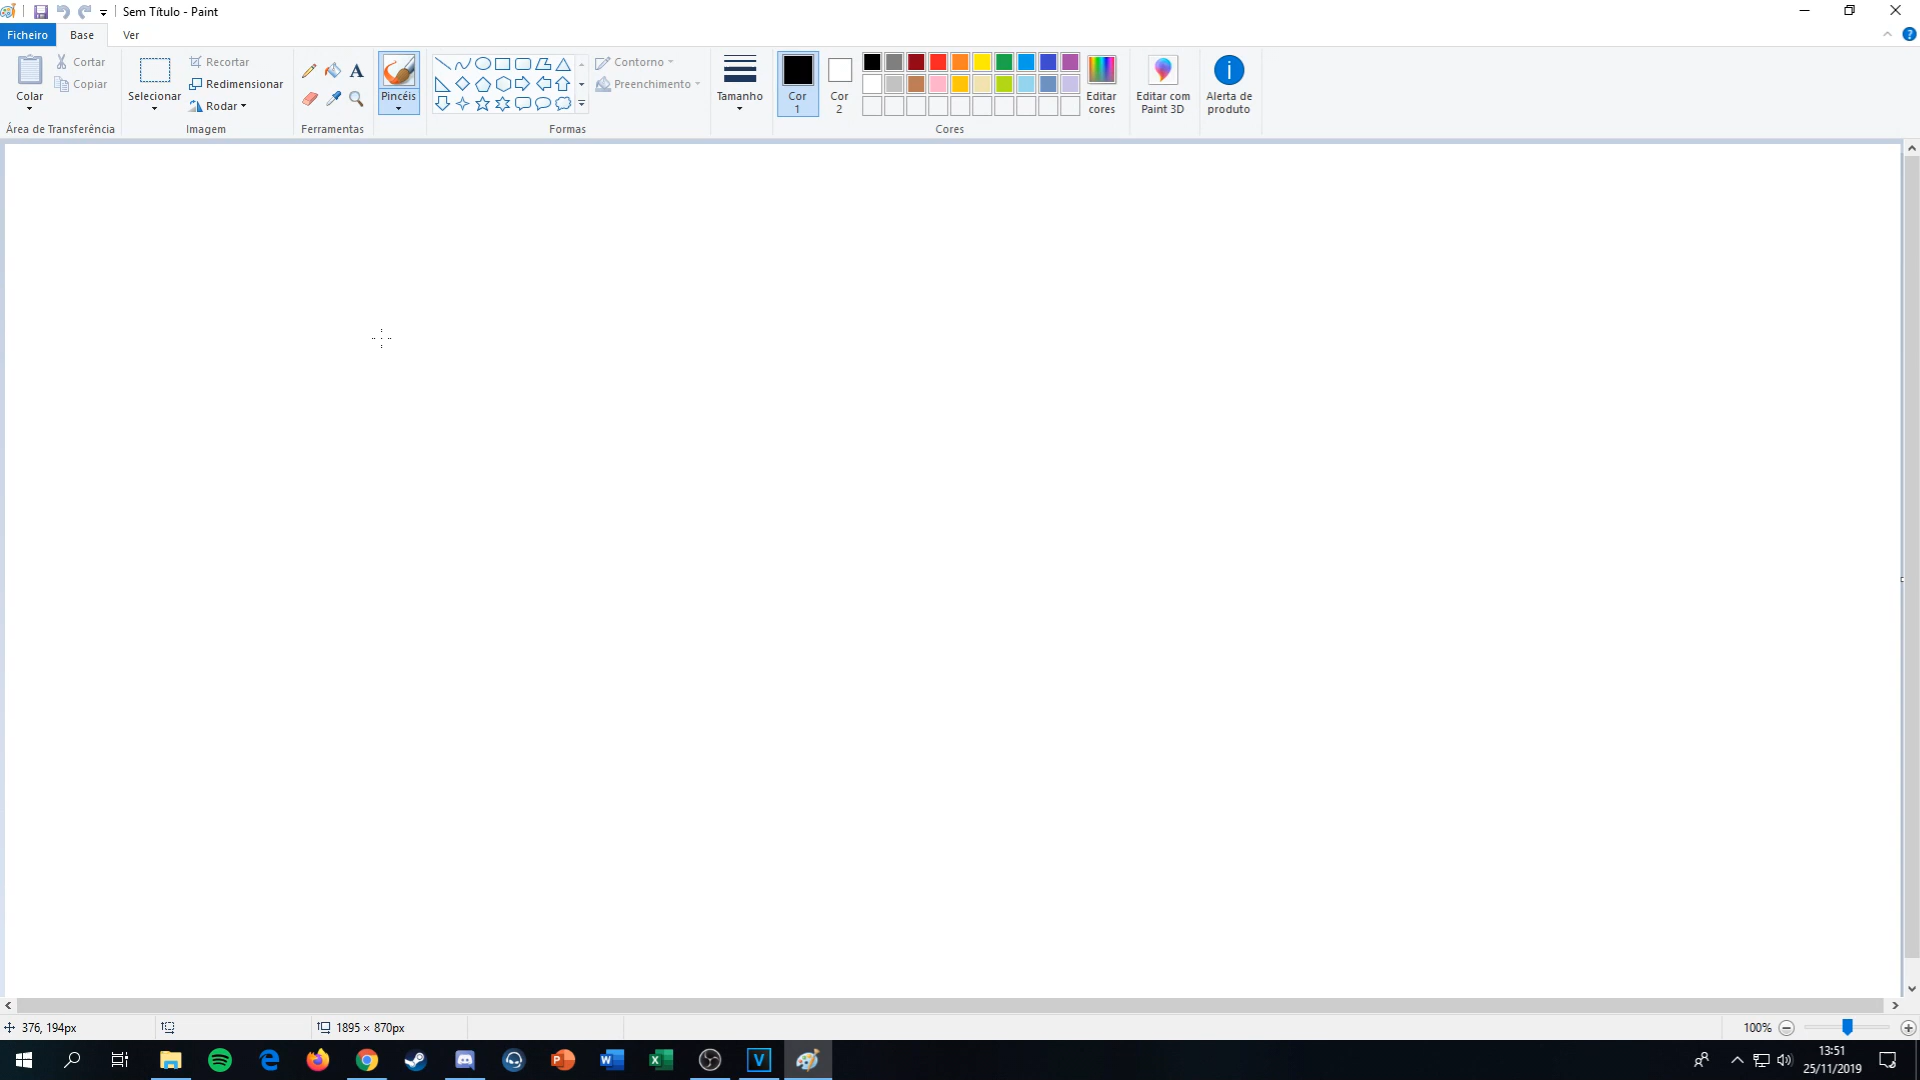 Sem Título - Paint
Ficheiro Base Ver
Colar
Cortar
Copiar
Área de Transferência
Selecionar
Recortar
Redimensionar
Rodar
Imagem
A
Ferramentas
Pincéis
Contorno
Preenchimento
Formas
Tamanho
Cor
1
Cor
2
Editar
cores
Cores
Editar com
Paint 3D
Alerta de
produto
376, 194px
1895 × 870px
100%
13:51
25/11/2019